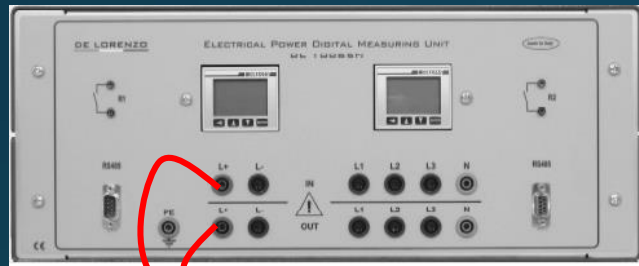 DE LORENZO
ELECTRICAL POWER DIGITAL MEASURING UNIT
R1
R2
RS485
L+ L-
L1 L2 L3 N
RS485
IN
PE
L+ L-
L1 L2 L3 N
OUT
CE